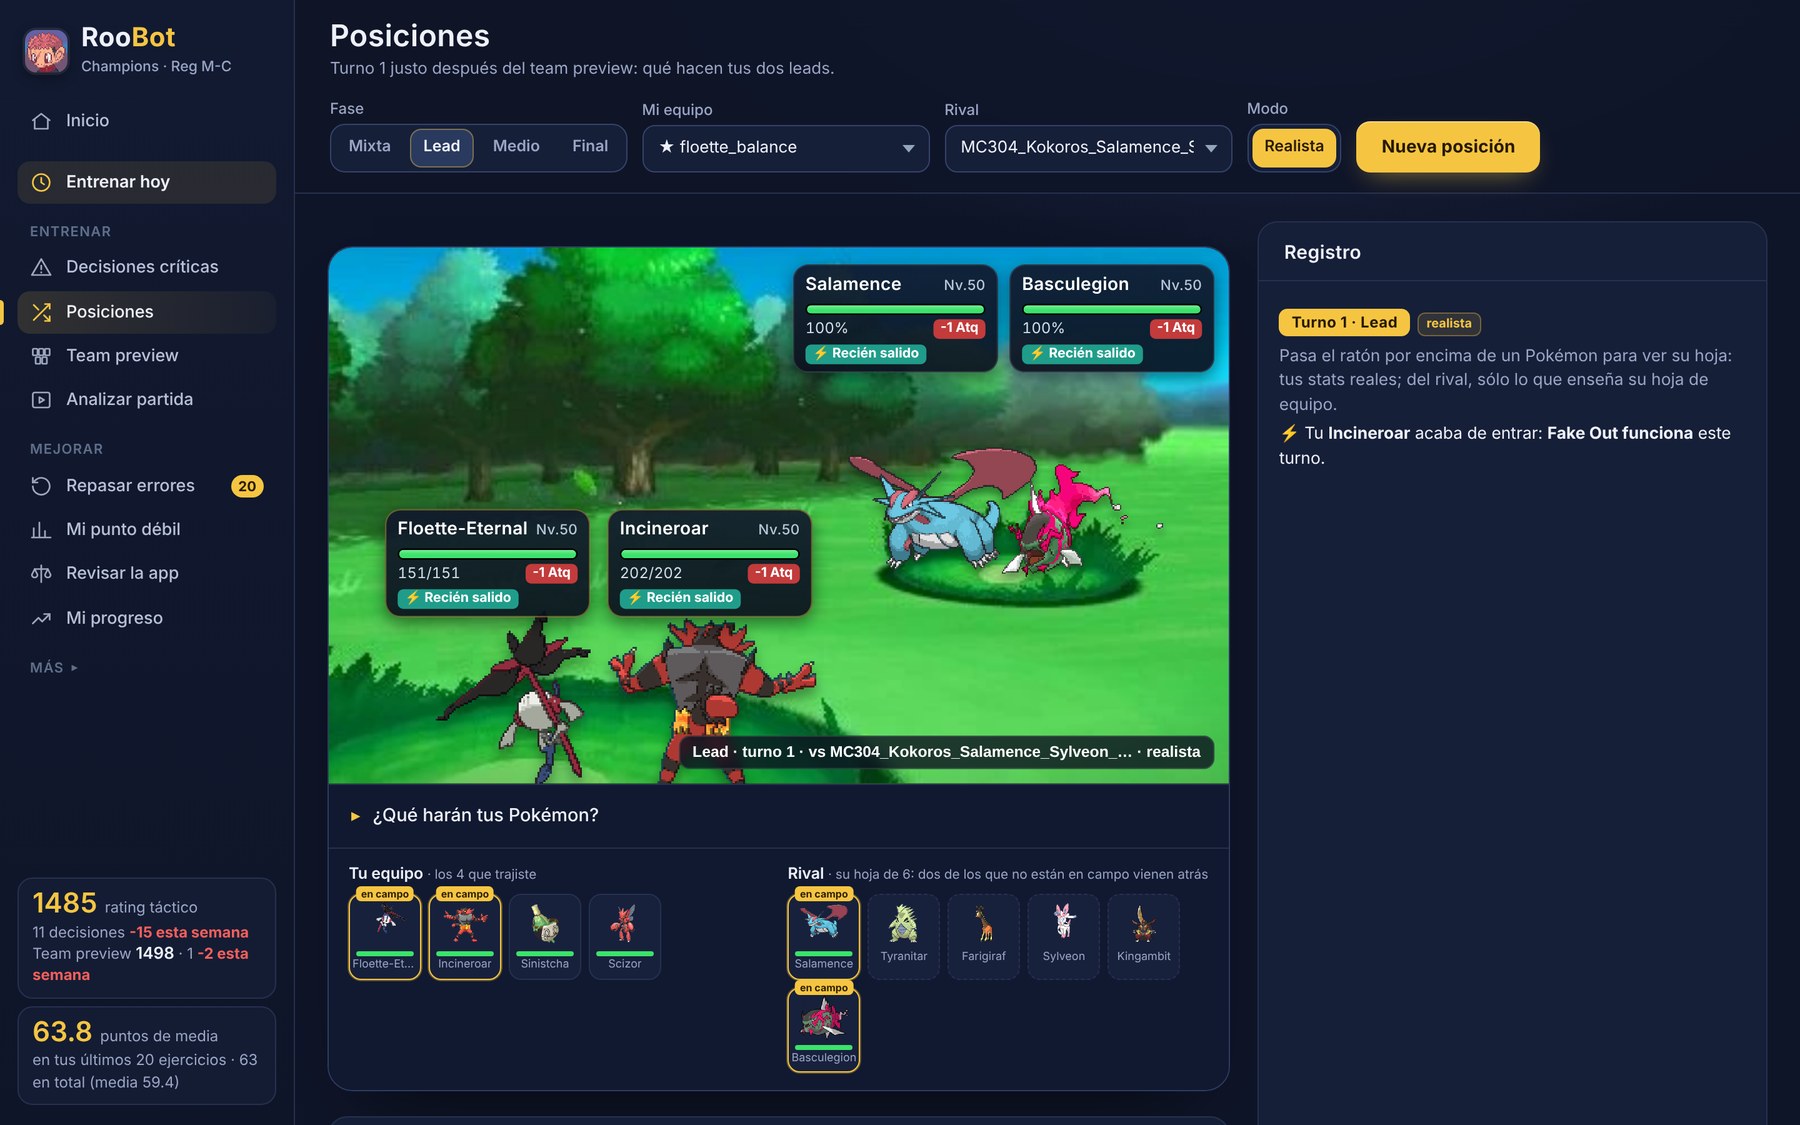 RooBot
Champions · Reg M-C
Inicio
Entrenar hoy
ENTRENAR
Decisiones críticas
Posiciones
Team preview
Analizar partida
MEJORAR
Repasar errores 20
Mi punto débil
Revisar la app
Mi progreso
MÁS ▸
1485 rating táctico
11 decisiones -15 esta semana
Team preview 1498 · 1 -2 esta
semana
63.8 puntos de media
en tus últimos 20 ejercicios · 63
en total (media 59.4)
Posiciones
Turno 1 justo después del team preview: qué hacen tus dos leads.
Fase
Mixta Lead Medio Final
Mi equipo
★ floette_balance
Rival
MC304_Kokoros_Salamence_S
Modo
Realista
Nueva posición
Salamence Nv.50
100% -1 Atq
⚡ Recién salido
Basculegion Nv.50
100% -1 Atq
⚡ Recién salido
Floette-Eternal Nv.50
151/151 -1 Atq
⚡ Recién salido
Incineroar Nv.50
202/202 -1 Atq
⚡ Recién salido
Lead · turno 1 · vs MC304_Kokoros_Salamence_Sylveon_... · realista
▸ ¿Qué harán tus Pokémon?
Tu equipo · los 4 que trajiste
en campo
Floette-Et...
en campo
Incineroar
Sinistcha
Scizor
Rival · su hoja de 6: dos de los que no están en campo vienen atrás
en campo
Salamence
Tyranitar
Farigiraf
Sylveon
Kingambit
en campo
Basculegion
Registro
Turno 1 · Lead realista
Pasa el ratón por encima de un Pokémon para ver su hoja:
tus stats reales; del rival, sólo lo que enseña su hoja de
equipo.
⚡ Tu Incineroar acaba de entrar: Fake Out funciona este
turno.